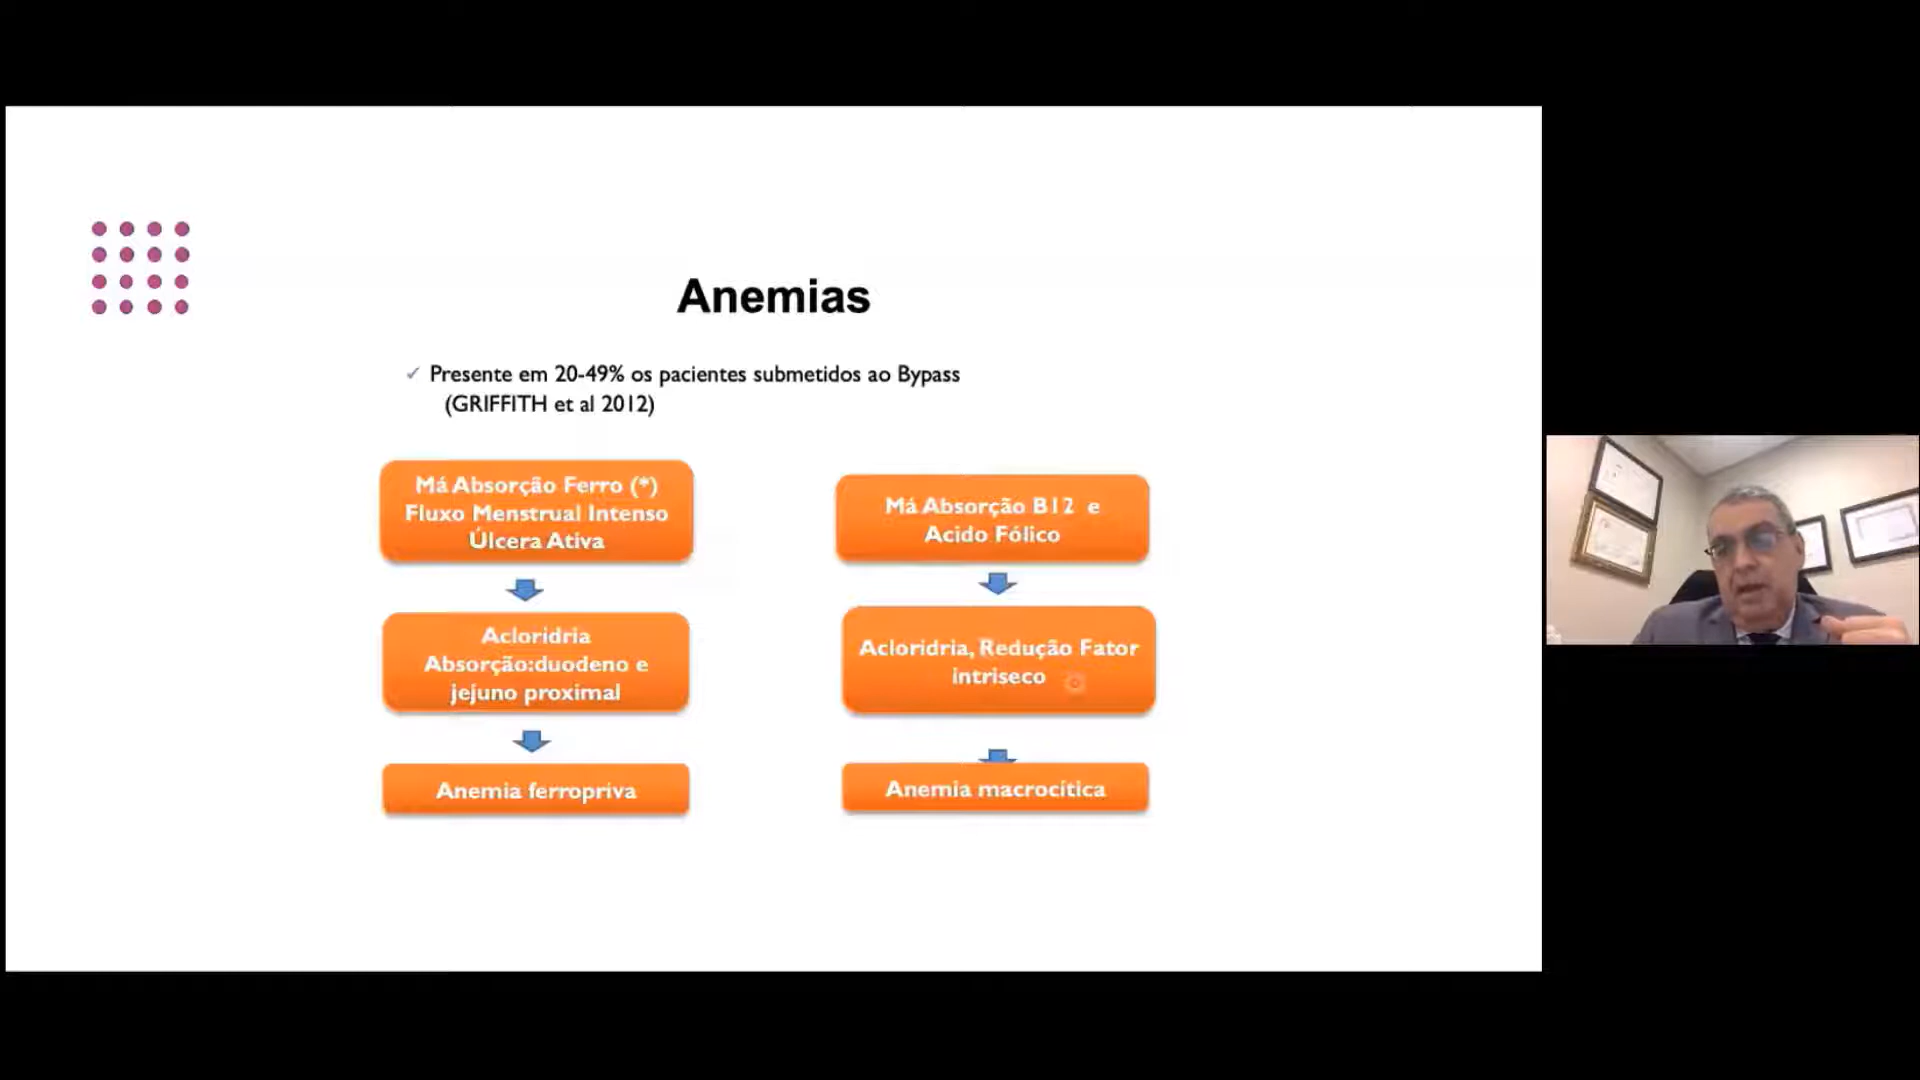 Anemias
✓ Presente em 20-49% os pacientes submetidos ao Bypass
(GRIFFITH et al 2012)
Má Absorção Ferro (*)
Fluxo Menstrual Intenso
Úlcera Ativa
Acloridria
Absorção:duodeno e
jejuno proximal
Anemia ferropriva
Má Absorção B12 e
Acido Fólico
Acloridria, Redução Fator
intriseco
Anemia macrocitica